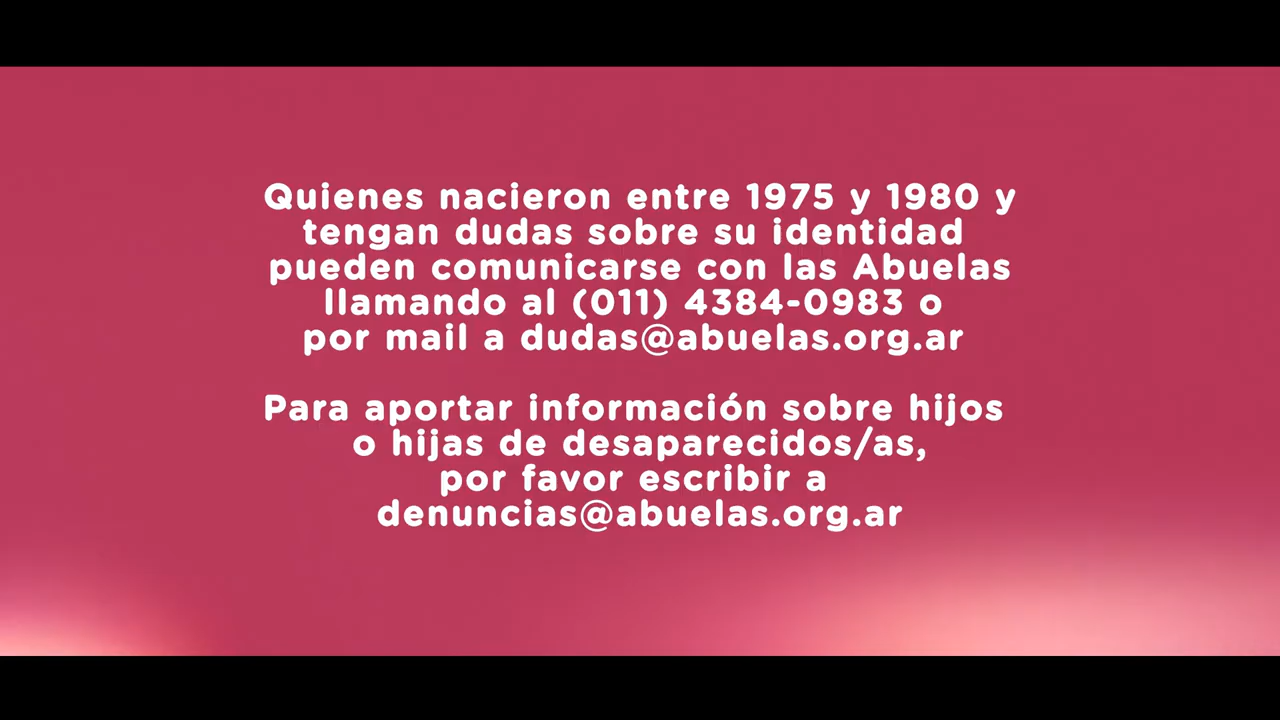 Quienes nacieron entre 1975 y 1980 y
tengan dudas sobre su identidad
pueden comunicarse con las Abuelas
llamando al (011) 4384-0983 o
por mail a dudas@abuelas.org.ar
Para aportar información sobre hijos
o hijas de desaparecidos/as,
por favor escribir a
denuncias@abuelas.org.ar